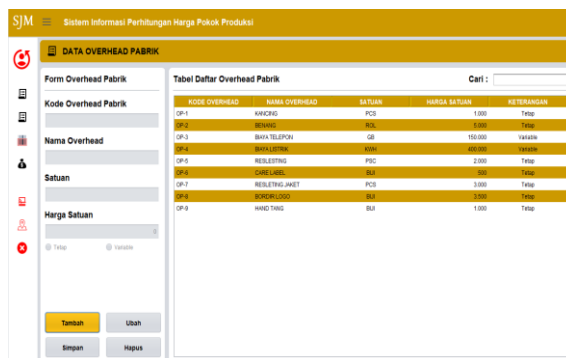 SJM Sistem Informasi Perhitungan Harga Pokok Produksi
DATA OVERHEAD PABRIK
Form Overhead Pabrik
Kode Overhead Pabrik
Nama Overhead
Satuan
Harga Satuan
0
Tetap Variable
Tambah Ubah
Simpan Hapus
Tabel Daftar Overhead Pabrik Cari :
KODE OVERHEAD NAMA OVERHEAD SATUAN HARGA SATUAN KETERANGAN
OP-1 KANCING PCS 1.000 Tetap
OP-2 BENANG ROL 5.000 Tetap
OP-3 BIAYA TELEPON GB 150.000 Variable
OP-4 BIAYA LISTRIK KWH 400.000 Variable
OP-5 RESLESTING PSC 2.000 Tetap
OP-6 CARE LABEL BIJI 500 Tetap
OP-7 RESLETING JAKET PCS 3.000 Tetap
OP-8 BORDIR LOGO BIJI 3.500 Tetap
OP-9 HAND TANG BIJI 1.000 Tetap